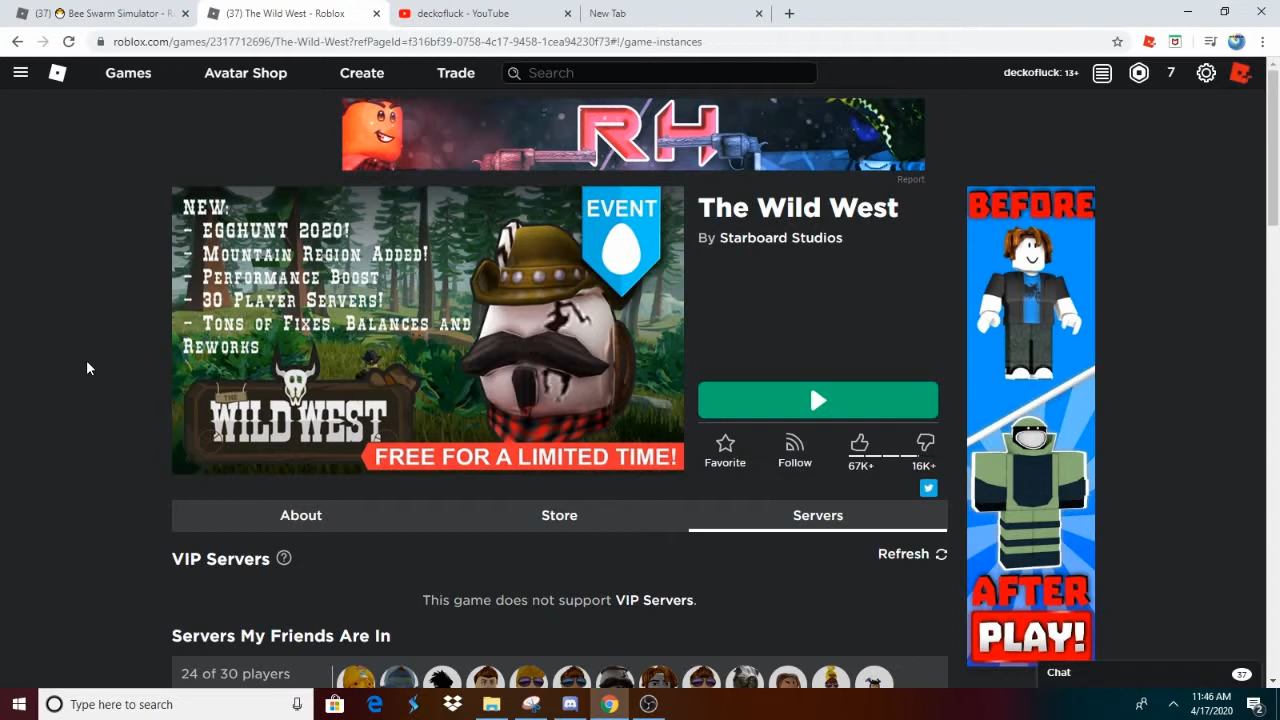 (37) 🐵 Bee Swarm Simulator - R
(37) The Wild West - Roblox
deckofluck - YouTube
New Tab
roblox.com/games/2317712696/The-Wild-West?refPageId=f316bf39-0758-4c17-9458-1cea94230f73#!/game-instances
Games
Avatar Shop
Create
Trade
Search
deckofluck: 13+
7
RH
Report
NEW:
- EGGHUNT 2020!
- MOUNTAIN REGION ADDED!
- PERFORMANCE BOOST
- 30 PLAYER SERVERS!
- TONS OF FIXES, BALANCES AND
REWORKS
EVENT
THE
WILD WEST
FREE FOR A LIMITED TIME!
The Wild West
By Starboard Studios
Favorite
Follow
67K+
16K+
BEFORE
AFTER
PLAY!
About
Store
Servers
VIP Servers
Refresh
This game does not support VIP Servers.
Servers My Friends Are In
24 of 30 players
Chat
37
Type here to search
11:46 AM
4/17/2020
2